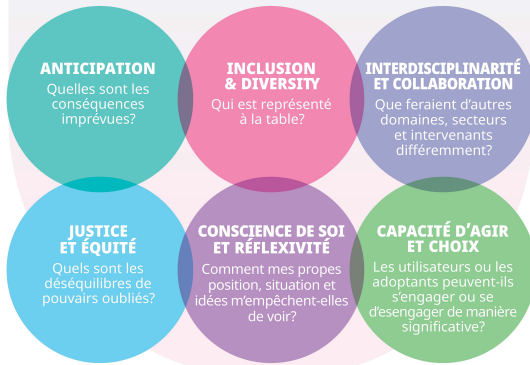 ANTICIPATION
Quelles sont les
conséquences
imprévues?
INCLUSION
& DIVERSITY
Qui est représenté
à la table?
INTERDISCIPLINARITÉ
ET COLLABORATION
Que feraient d'autres
domaines, secteurs
et intervenants
différemment?
JUSTICE
ET ÉQUITÉ
Quels sont les
déséquilibres de
pouvairs oubliés?
CONSCIENCE DE SOI
ET RÉFLEXIVITÉ
Comment mes propes
position, situation et
idées m'empêchent-elles
de voir?
CAPACITÉ D'AGIR
ET CHOIX
Les utilisateurs ou les
adoptants peuvent-ils
s'engager ou se
d'esengager de manière
significative?